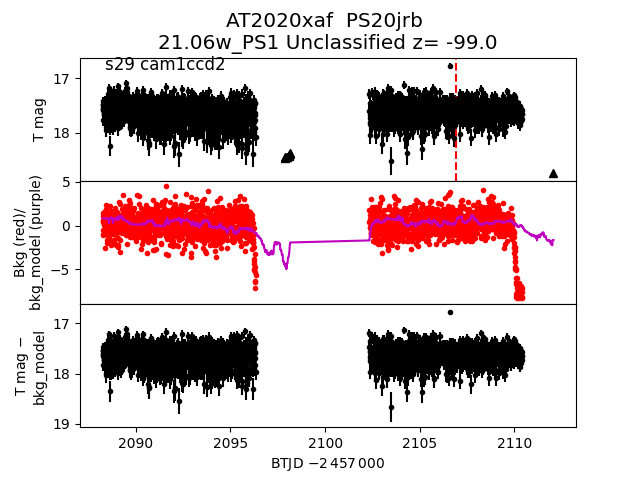 AT2020xaf  PS20jrb
21.06w_PS1 Unclassified z= -99.0
s29 cam1ccd2
17
18
T mag
5
0
−5
Bkg (red)/
bkg_model (purple)
17
18
19
T mag −
bkg_model
2090
2095
2100
2105
2110
BTJD −2 457 000